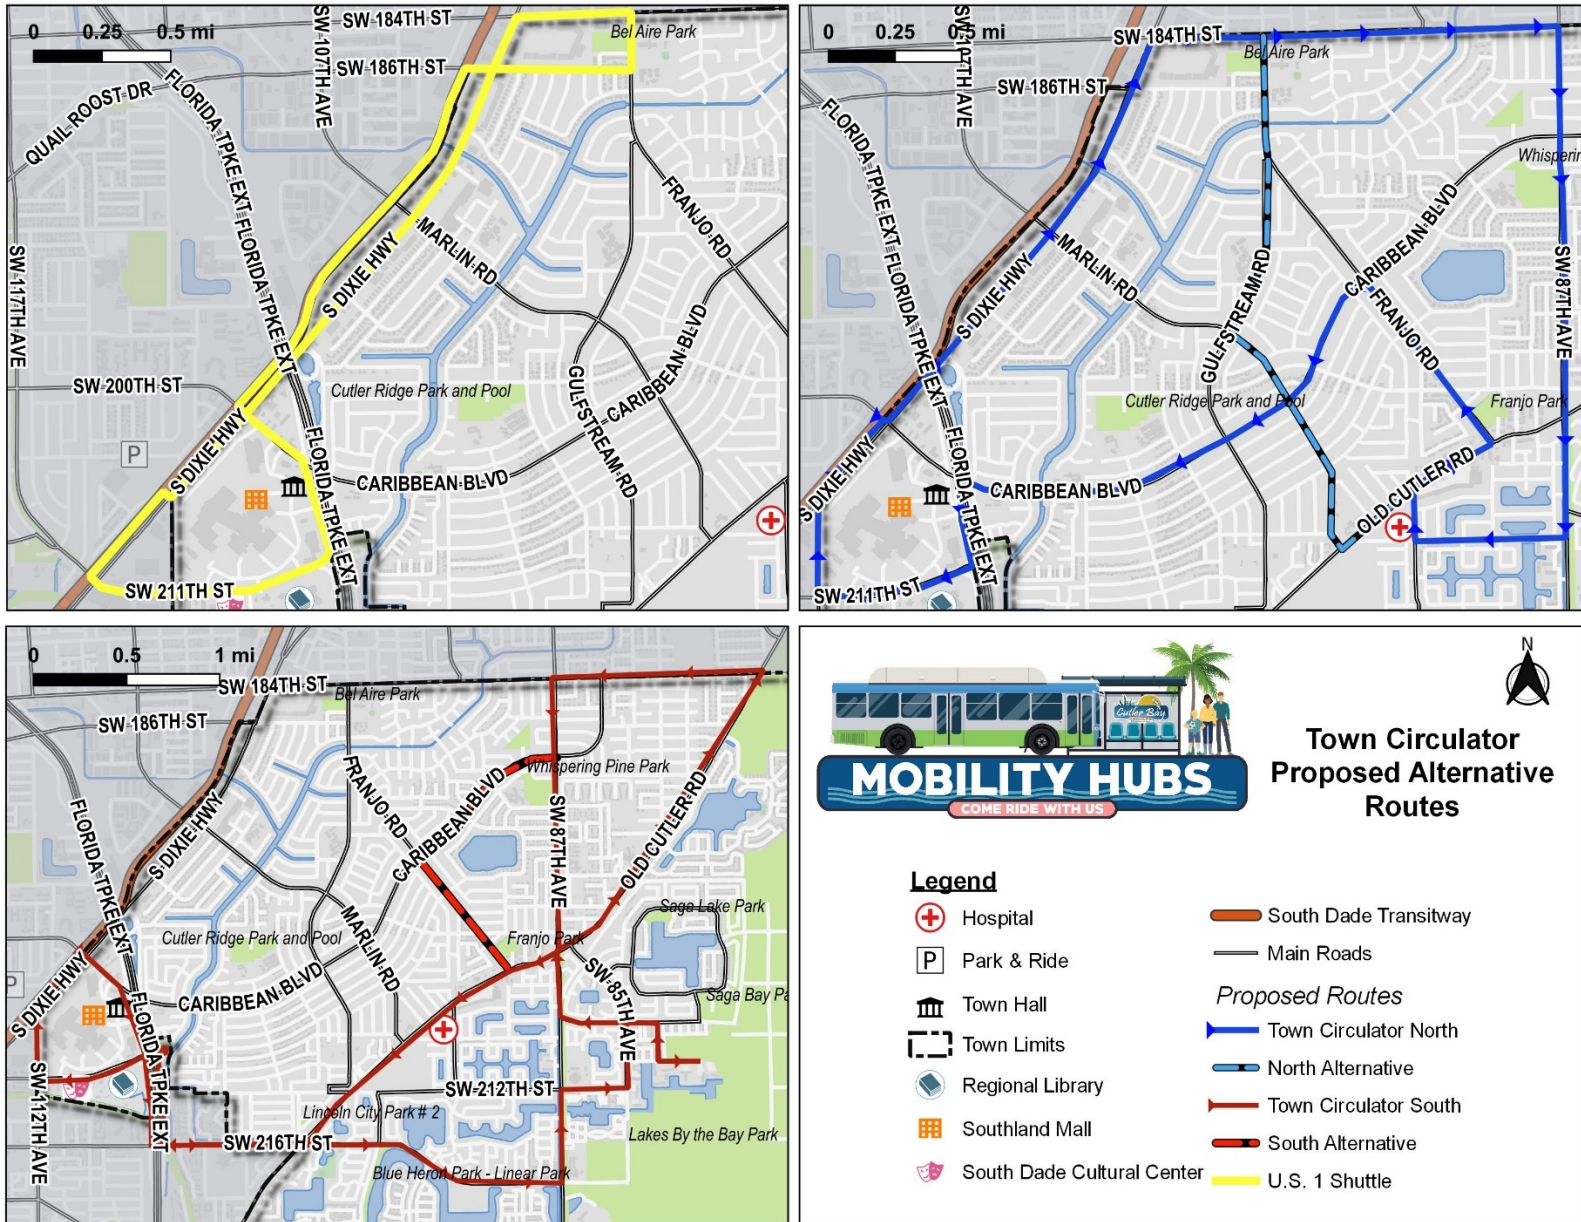 0 0.25 0.5 mi
SW 184TH ST
SW 107TH AVE
Bel Aire Park
SW 186TH ST
QUAIL ROOST DR
FLORIDA TPKE EXT
FLORIDA TPKE EXT
FRANJO RD
MARLIN RD
S DIXIE HWY
SW 117TH AVE
SW 200TH ST
Cutler Ridge Park and Pool
GULFSTREAM RD
CARIBBEAN BLVD
S DIXIE HWY
P
FLORIDA TPKE EXT
CARIBBEAN BLVD
SW 211TH ST
0 0.25 0.5 mi
SW 184TH ST
SW 107TH AVE
Bel Aire Park
SW 186TH ST
FLORIDA TPKE EXT
FLORIDA TPKE EXT
Whisperin
CARIBBEAN BLVD
MARLIN RD
S DIXIE HWY
GULFSTREAM RD
FRANJO RD
SW 87TH AVE
Cutler Ridge Park and Pool
Franjo Park
S DIXIE HWY
FLORIDA TPKE EXT
CARIBBEAN BLVD
OLD CUTLER RD
SW 211TH ST
0 0.5 1 mi
SW 184TH ST
Bel Aire Park
SW 186TH ST
FRANJO RD
Whispering Pine Park
CARIBBEAN BLVD
FLORIDA TPKE EXT
S DIXIE HWY
SW 87TH AVE
OLD CUTLER RD
Saga Lake Park
MARLIN RD
Cutler Ridge Park and Pool
Franjo Park
SW 85TH AVE
Saga Bay Pa
P
S DIXIE HWY
CARIBBEAN BLVD
FLORIDA TPKE EXT
SW 112TH AVE
SW 212TH ST
Lincoln City Park # 2
SW 216TH ST
Lakes By the Bay Park
Blue Heron Park - Linear Park
Cutler Bay
MOBILITY HUBS
COME RIDE WITH US
N
Town Circulator
Proposed Alternative
Routes
Legend
Hospital
P Park & Ride
Town Hall
Town Limits
Regional Library
Southland Mall
South Dade Cultural Center
South Dade Transitway
Main Roads
Proposed Routes
Town Circulator North
North Alternative
Town Circulator South
South Alternative
U.S. 1 Shuttle